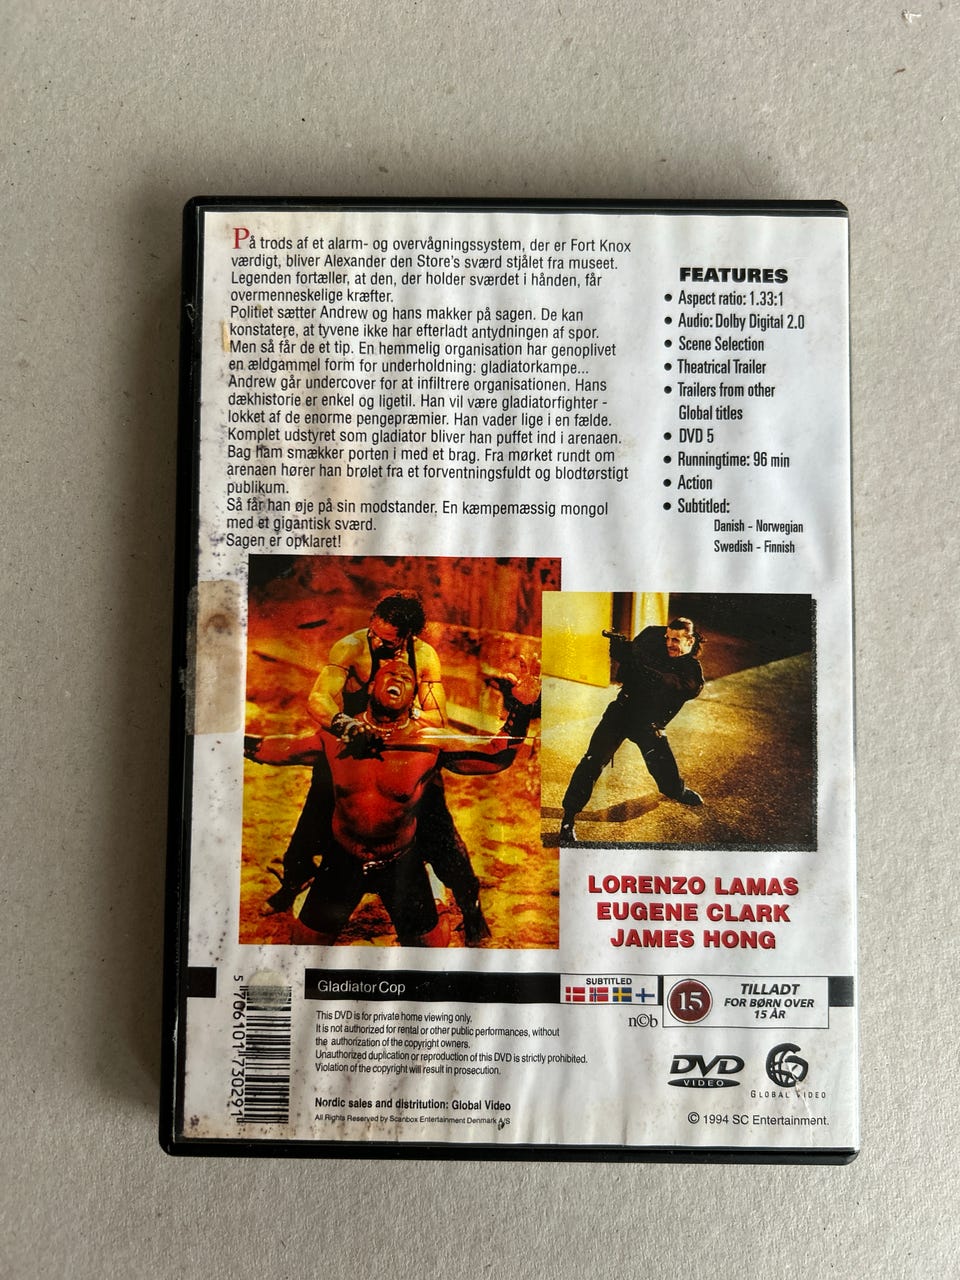 På trods af et alarm- og overvågningssystem, der er Fort Knox
værdigt, bliver Alexander den Store's sværd stjålet fra museet.
Legenden fortæller, at den, der holder sværdet i hånden, får
overmenneskelige kræfter.
Politiet sætter Andrew og hans makker på sagen. De kan
konstatere, at tyvene ikke har efterladt antydningen af spor.
Men så får de et tip. En hemmelig organisation har genoplivet
en ældgammel form for underholdning: gladiatorkampe...
Andrew går undercover for at infiltrere organisationen. Hans
dækhistorie er enkel og ligetil. Han vil være gladiatorfighter -
lokket af de enorme pengepræmier. Han vader lige i en fælde.
Komplet udstyret som gladiator bliver han puffet ind i arenaen.
Bag ham smækker porten i med et brag. Fra mørket rundt om
arenaen hører han brølet fra et forventningsfuldt og blodtørstigt
publikum.
Så får han øje på sin modstander. En kæmpemæssig mongol
med et gigantisk sværd.
Sagen er opklaret!
FEATURES
• Aspect ratio: 1.33:1
• Audio: Dolby Digital 2.0
• Scene Selection
• Theatrical Trailer
• Trailers from other
Global titles
• DVD 5
• Runningtime: 96 min
• Action
• Subtitled:
Danish - Norwegian
Swedish - Finnish
LORENZO LAMAS
EUGENE CLARK
JAMES HONG
5 706101 730291
Gladiator Cop
SUBTITLED
n©b
15
TILLADT
FOR BØRN OVER
15 ÅR
This DVD is for private home viewing only.
It is not authorized for rental or other public performances, without
the authorization of the copyright owners.
Unauthorized duplication or reproduction of this DVD is strictly prohibited.
Violation of the copyright will result in prosecution.
Nordic sales and distribution: Global Video
All Rights Reserved by Scanbox Entertainment Denmark A/S
DVD
VIDEO
GLOBAL VIDEO
© 1994 SC Entertainment.